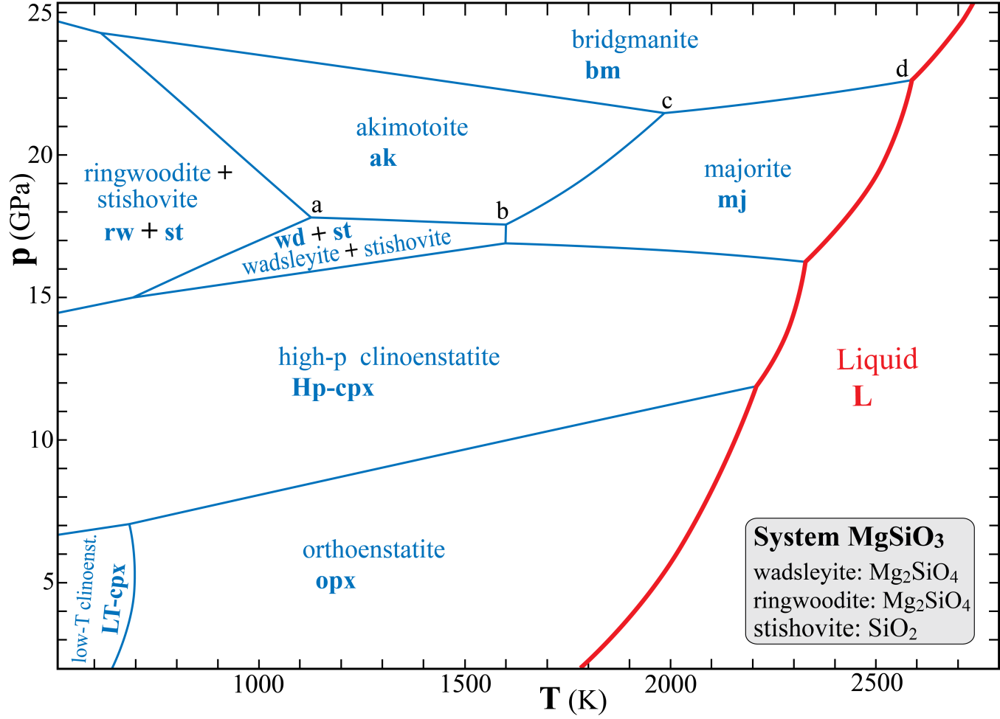 25
20
15
10
5
p (GPa)
bridgmanite
bm
d
c
akimotoite
ak
ringwoodite +
stishovite
rw + st
majorite
mj
a
b
wd + st
wadsleyite + stishovite
high-p clinoenstatite
Hp-cpx
Liquid
L
low-T clinoenst.
LT-cpx
orthoenstatite
opx
System MgSiO₃
wadsleyite: Mg₂SiO₄
ringwoodite: Mg₂SiO₄
stishovite: SiO₂
1000
1500
2000
2500
T (K)